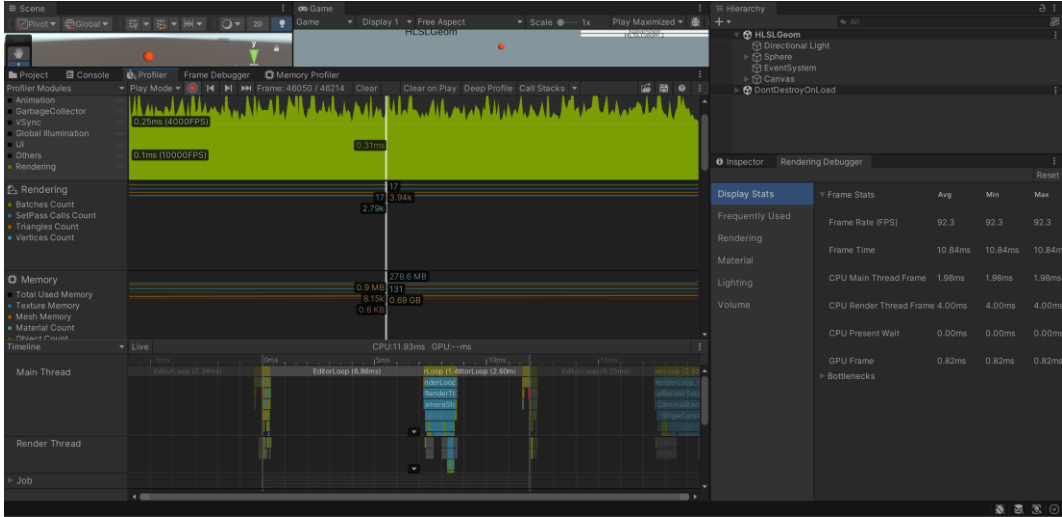 Scene
Game
Hierarchy
Pivot
Global
2D
Game
Display 1
Free Aspect
Scale
1x
Play Maximized
All
HLSLGeom
y
HLSLGeom
Directional Light
Sphere
EventSystem
Canvas
DontDestroyOnLoad
Project
Console
Profiler
Frame Debugger
Memory Profiler
Profiler Modules
Play Mode
Frame: 46050 / 46214
Clear
Clear on Play
Deep Profile
Call Stacks
Animation
GarbageCollector
VSync
Global Illumination
UI
Others
Rendering
0.25ms (4000FPS)
0.31ms
0.1ms (10000FPS)
Rendering
Batches Count
SetPass Calls Count
Triangles Count
Vertices Count
17
17
3.94k
2.79k
Memory
Total Used Memory
Texture Memory
Mesh Memory
Material Count
Object Count
278.6 MB
0.9 MB
131
8.15k
0.69 GB
0.6 KB
Timeline
Live
CPU:11.93ms GPU:--ms
-5ms
0ms
5ms
10ms
15ms
Main Thread
EditorLoop (7.34ms)
EditorLoop (6.86ms)
EditorLoop (5.25ms)
Render Thread
Job
Inspector
Rendering Debugger
Reset
Display Stats
Frequently Used
Rendering
Material
Lighting
Volume
Frame Stats
Avg
Min
Max
Frame Rate (FPS)
92.3
92.3
92.3
Frame Time
10.84ms
10.84ms
10.84m
CPU Main Thread Frame
1.98ms
1.98ms
1.98ms
CPU Render Thread Frame
4.00ms
4.00ms
4.00ms
CPU Present Wait
0.00ms
0.00ms
0.00ms
GPU Frame
0.82ms
0.82ms
0.82ms
Bottlenecks